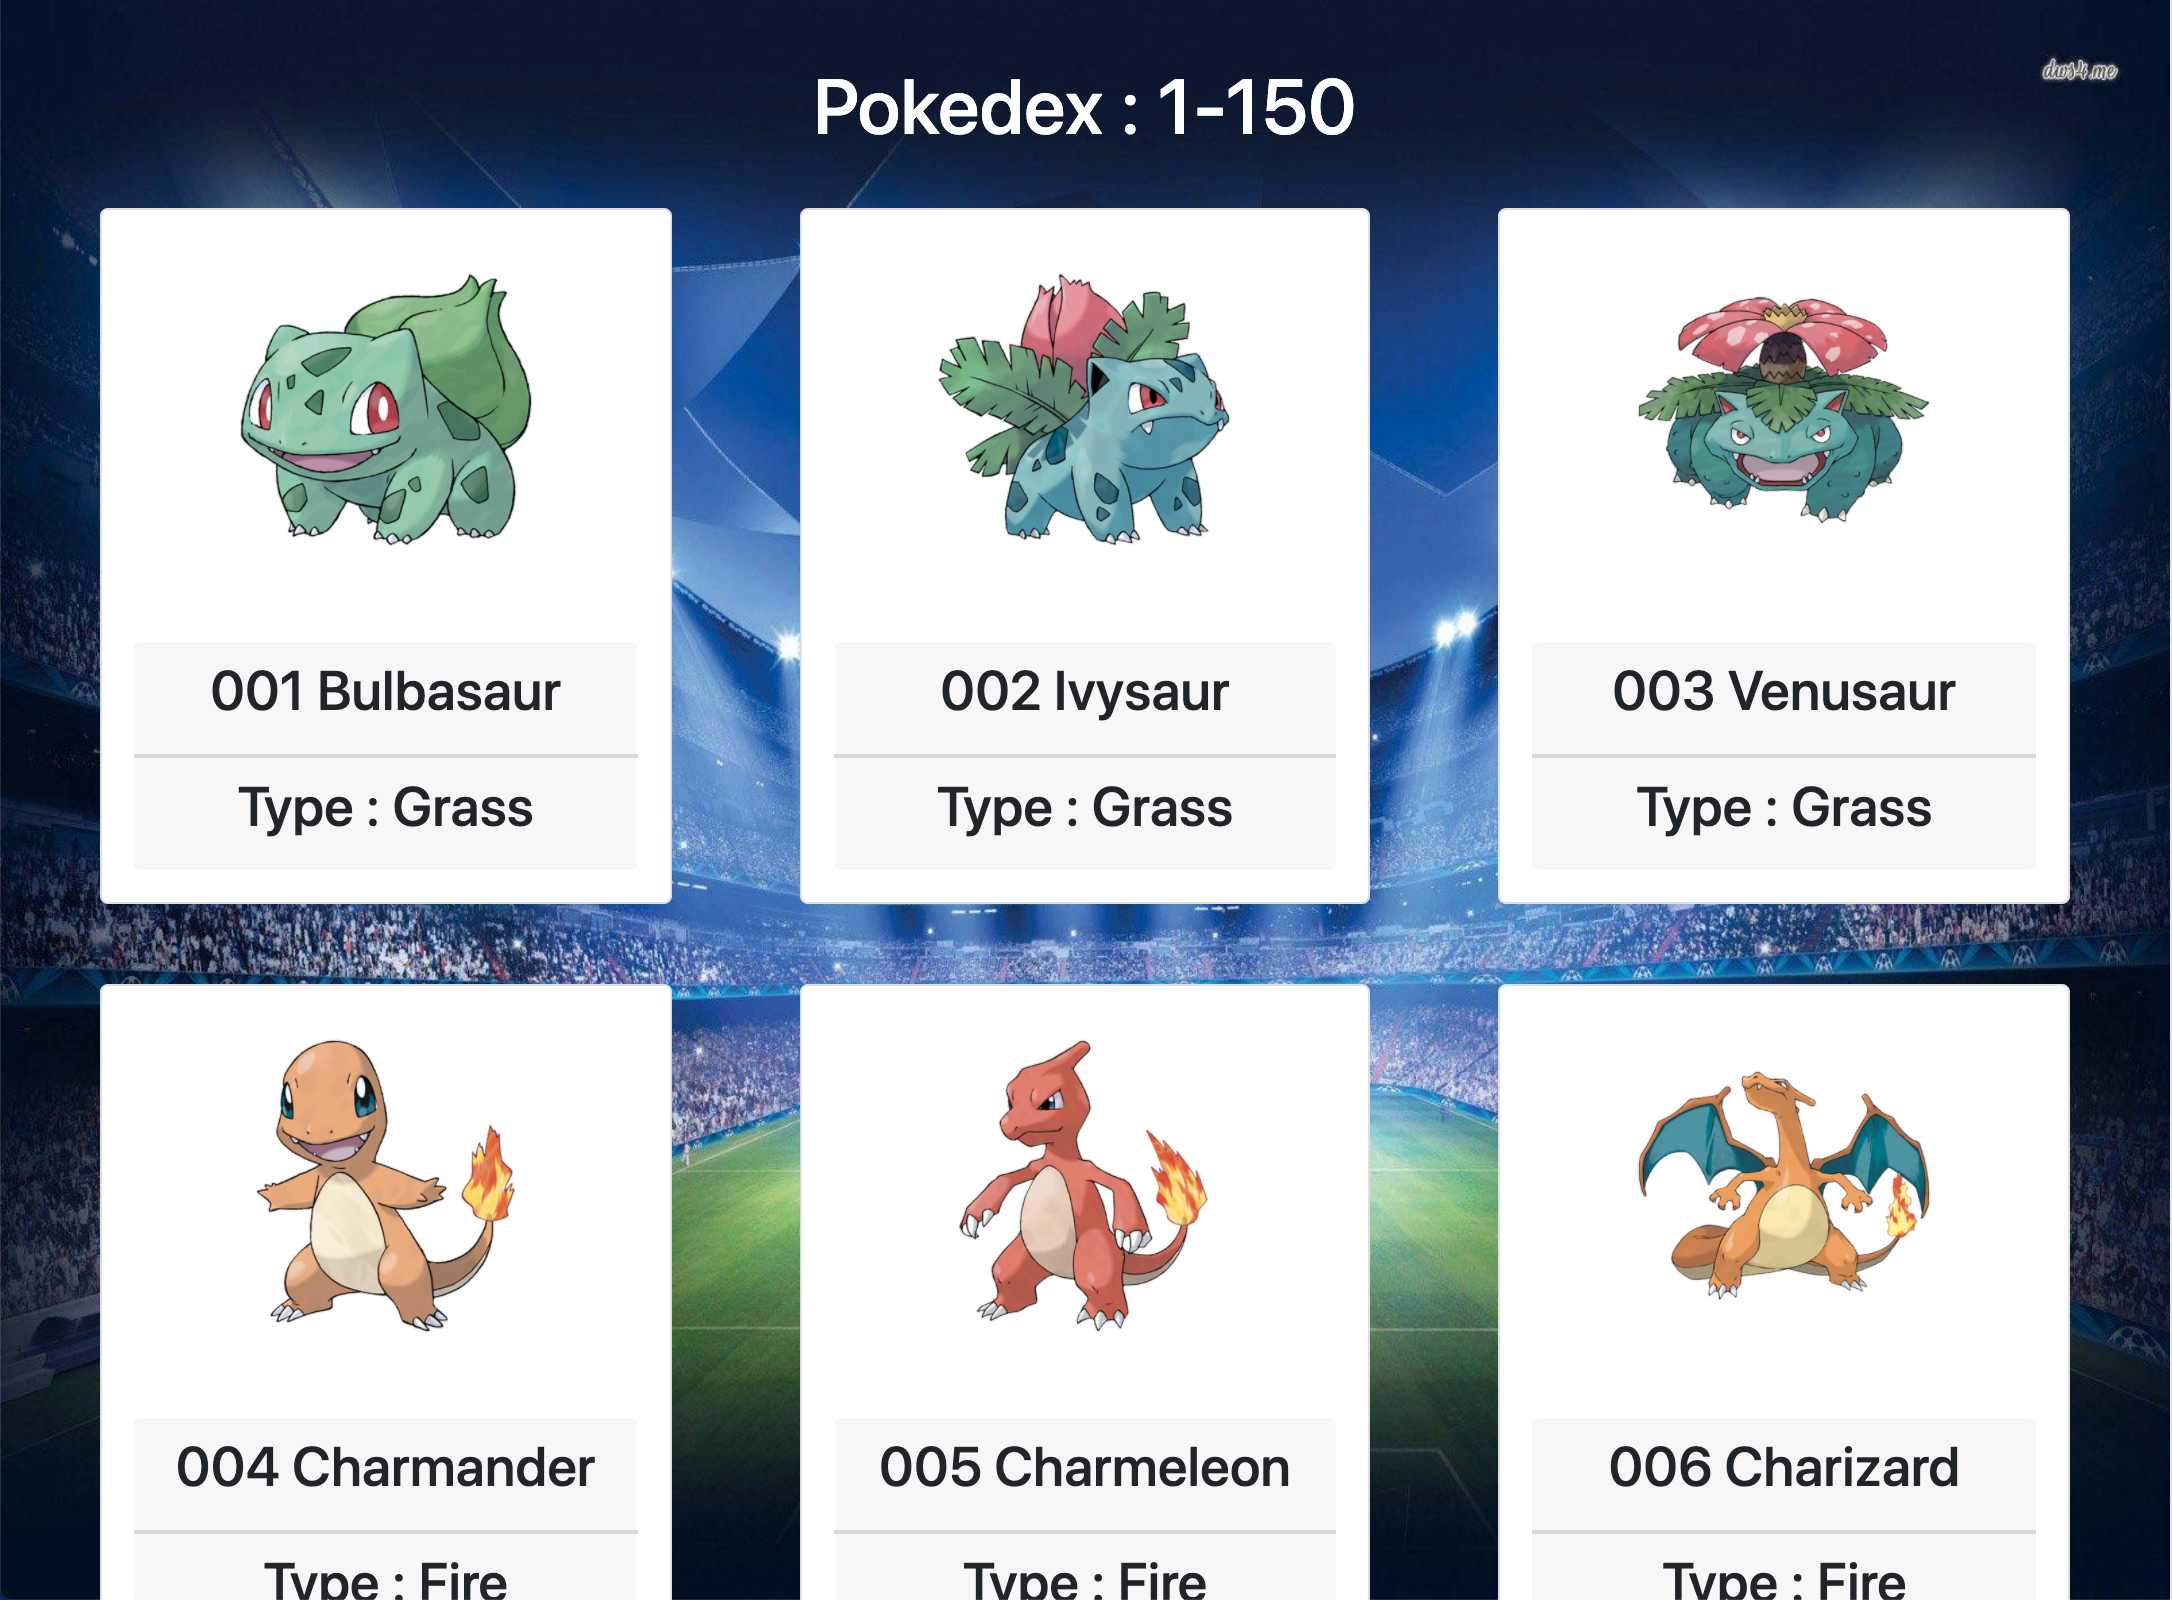 dws4.me
Pokedex : 1-150
001 Bulbasaur
Type : Grass
002 Ivysaur
Type : Grass
003 Venusaur
Type : Grass
004 Charmander
Type : Fire
005 Charmeleon
Type : Fire
006 Charizard
Type : Fire